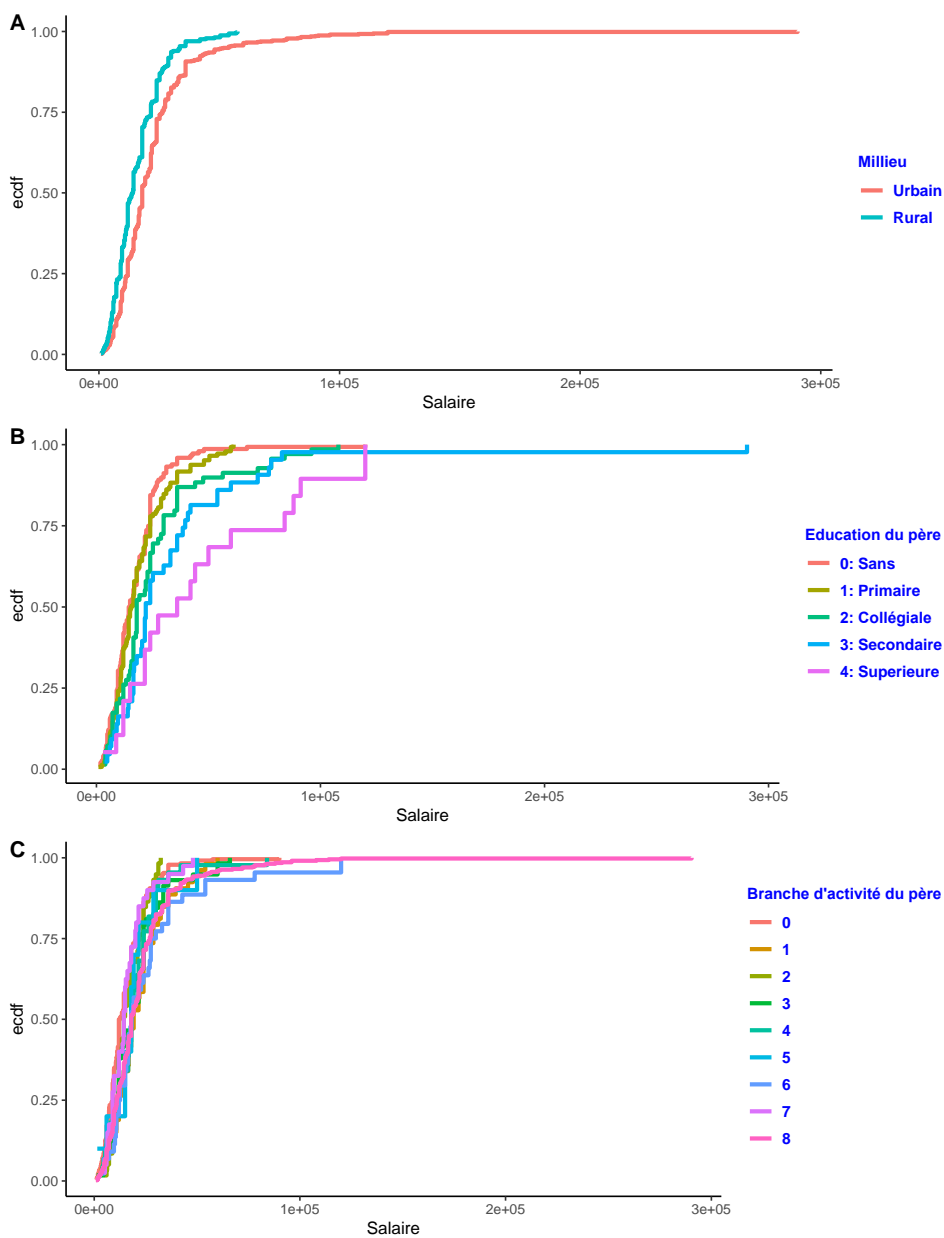 A
1.00
0.75
0.50
0.25
0.00
ecdf
0e+00
1e+05
2e+05
3e+05
Salaire
Millieu
Urbain
Rural
B
1.00
0.75
0.50
0.25
0.00
ecdf
0e+00
1e+05
2e+05
3e+05
Salaire
Education du père
0: Sans
1: Primaire
2: Collégiale
3: Secondaire
4: Superieure
C
1.00
0.75
0.50
0.25
0.00
ecdf
0e+00
1e+05
2e+05
3e+05
Salaire
Branche d'activité du père
0
1
2
3
4
5
6
7
8